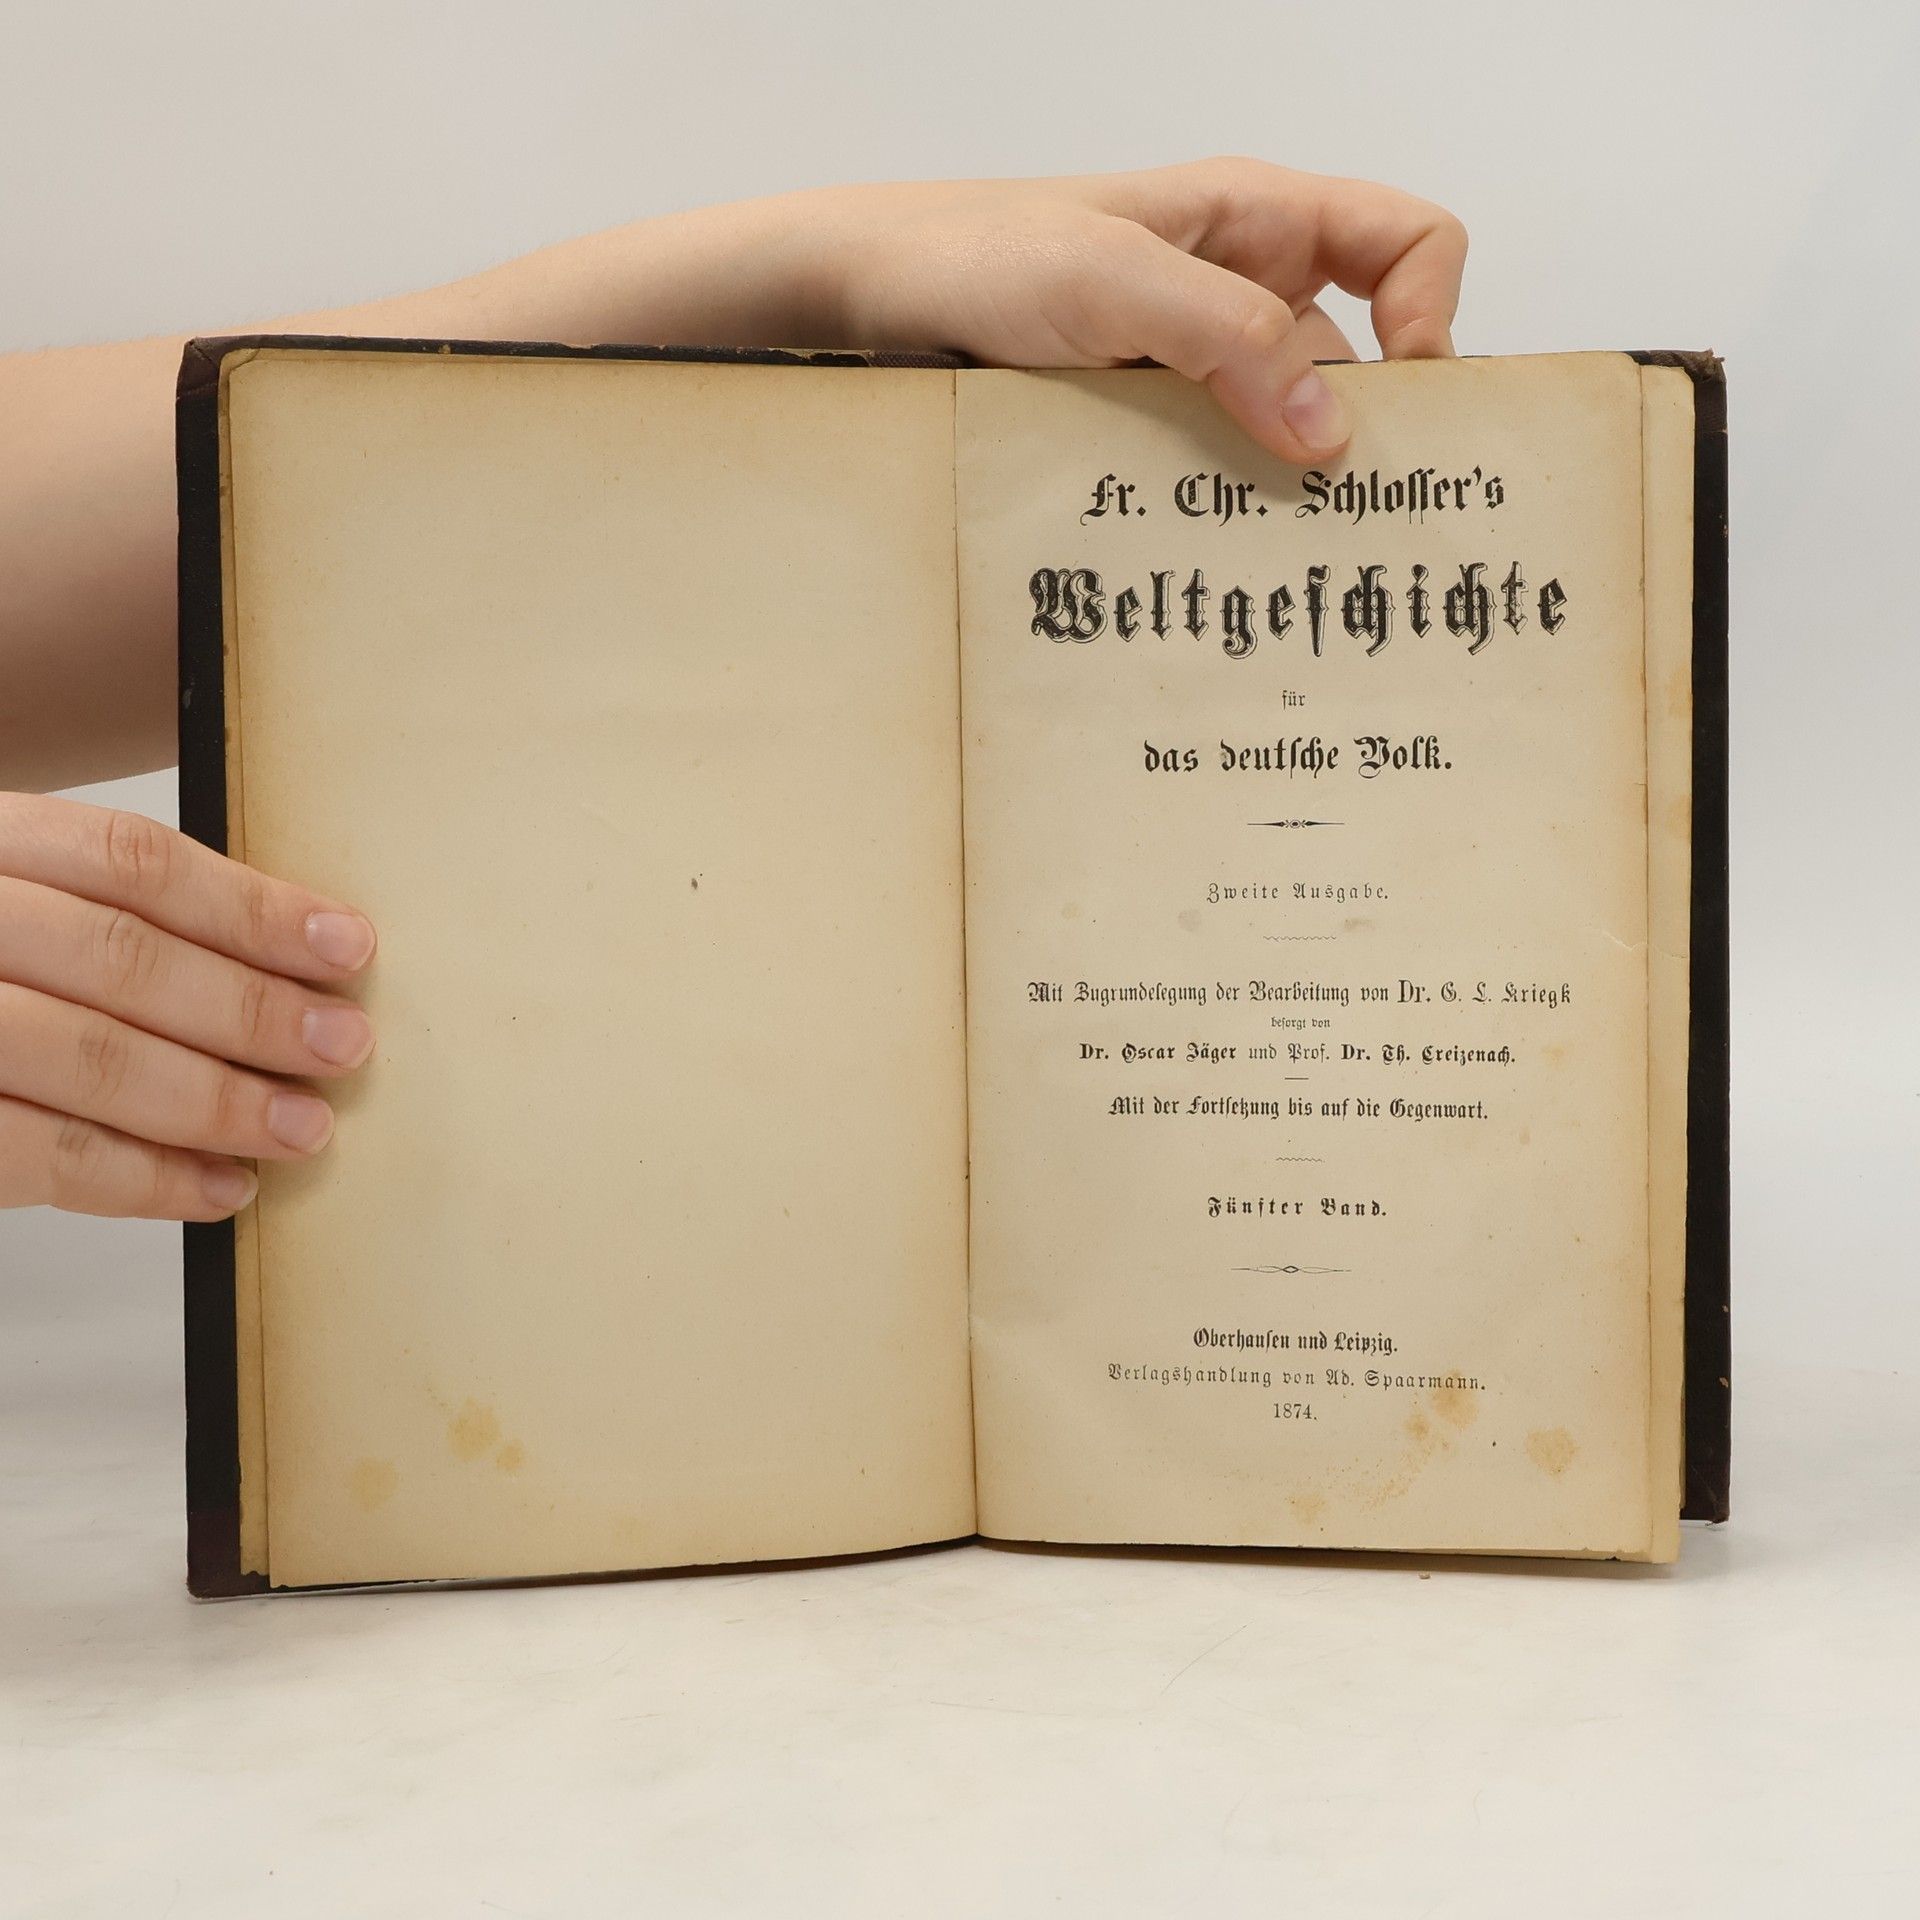 Fr. Chr. Schloſſer's
Weltgeſchichte
für
das deutſche Volk.
Zweite Ausgabe.
Mit Zugrundelegung der Bearbeitung von Dr. G. L. Kriegk
beſorgt von
Dr. Oscar Jäger und Prof. Dr. Th. Creizenach.
Mit der Fortſetzung bis auf die Gegenwart.
Fünfter Band.
Oberhauſen und Leipzig.
Verlagshandlung von Ad. Spaarmann.
1874.